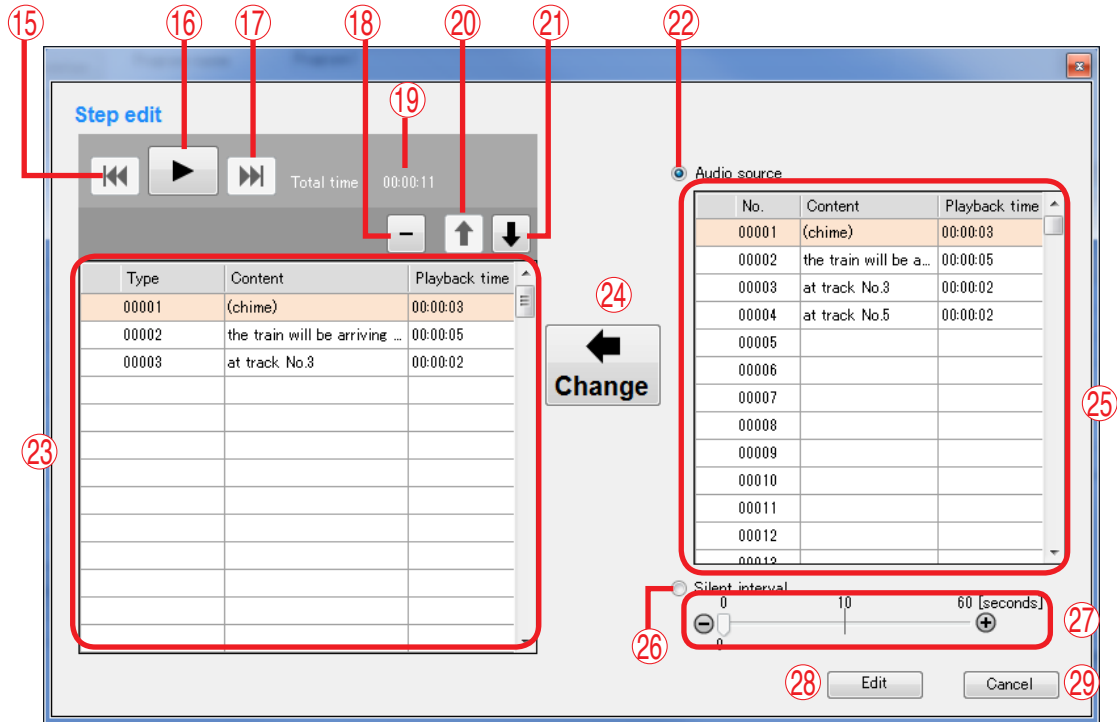 ⑮ ⑯ ⑰ ⑱ ⑳ ㉑ ㉒
Step edit
⑲
Total time 00:00:11
Audio source
No. Content Playback time
00001 (chime) 00:00:03
00002 the train will be a... 00:00:05
00003 at track No.3 00:00:02
00004 at track No.5 00:00:02
00005
00006
00007
00008
00009
00010
00011
00012
00013
㉕
Type Content Playback time
00001 (chime) 00:00:03
00002 the train will be arriving ... 00:00:05
00003 at track No.3 00:00:02
㉓
㉔
Change
Silent interval
0 10 60 [seconds]
0
㉖
㉗
㉘ Edit Cancel ㉙